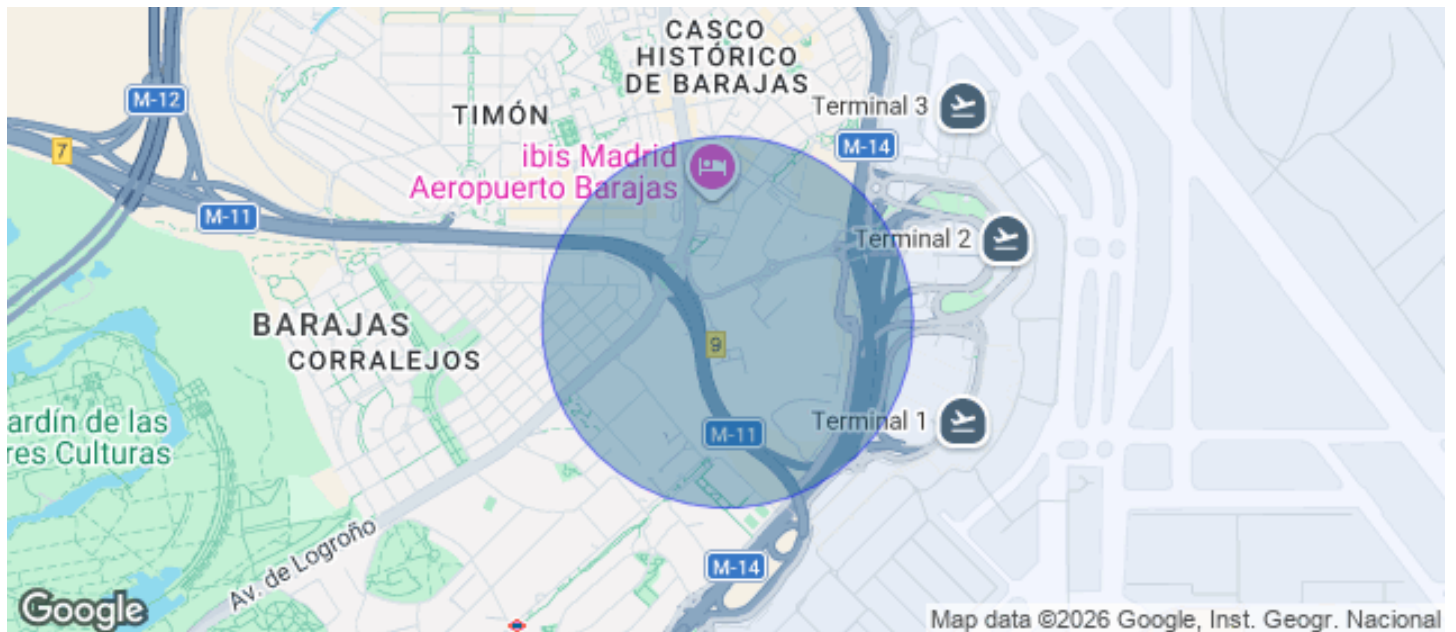 CASCO
HISTÓRICO
DE BARAJAS
M-12
TIMÓN
Terminal 3
7
M-14
ibis Madrid
Aeropuerto Barajas
M-11
Terminal 2
BARAJAS
CORRALEJOS
9
ardín de las
res Culturas
M-11
Terminal 1
Av. de Logroño
M-14
Google
Map data ©2026 Google, Inst. Geogr. Nacional